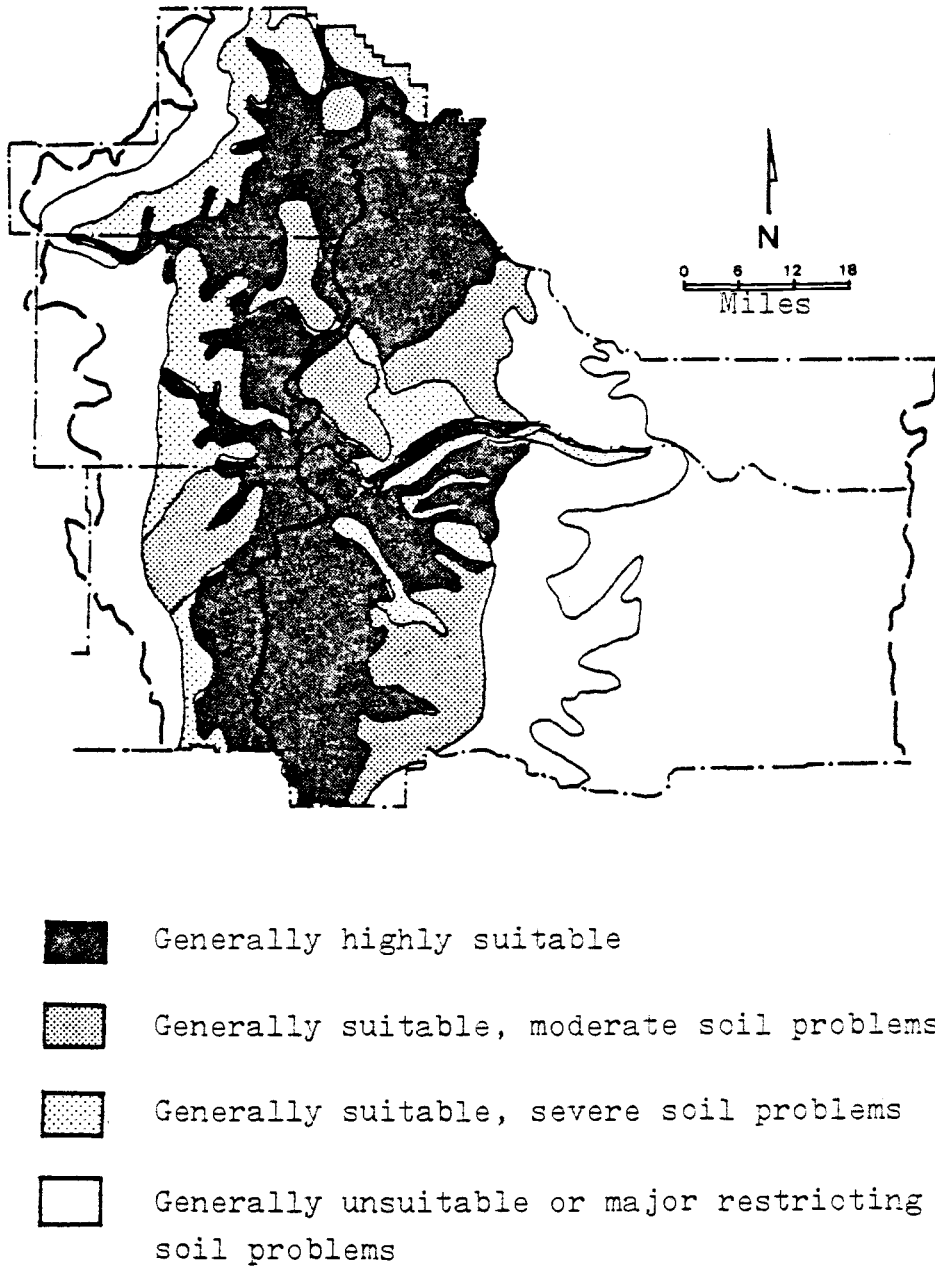 N
0 6 12 18
Miles
Generally highly suitable
Generally suitable, moderate soil problems
Generally suitable, severe soil problems
Generally unsuitable or major restricting
soil problems